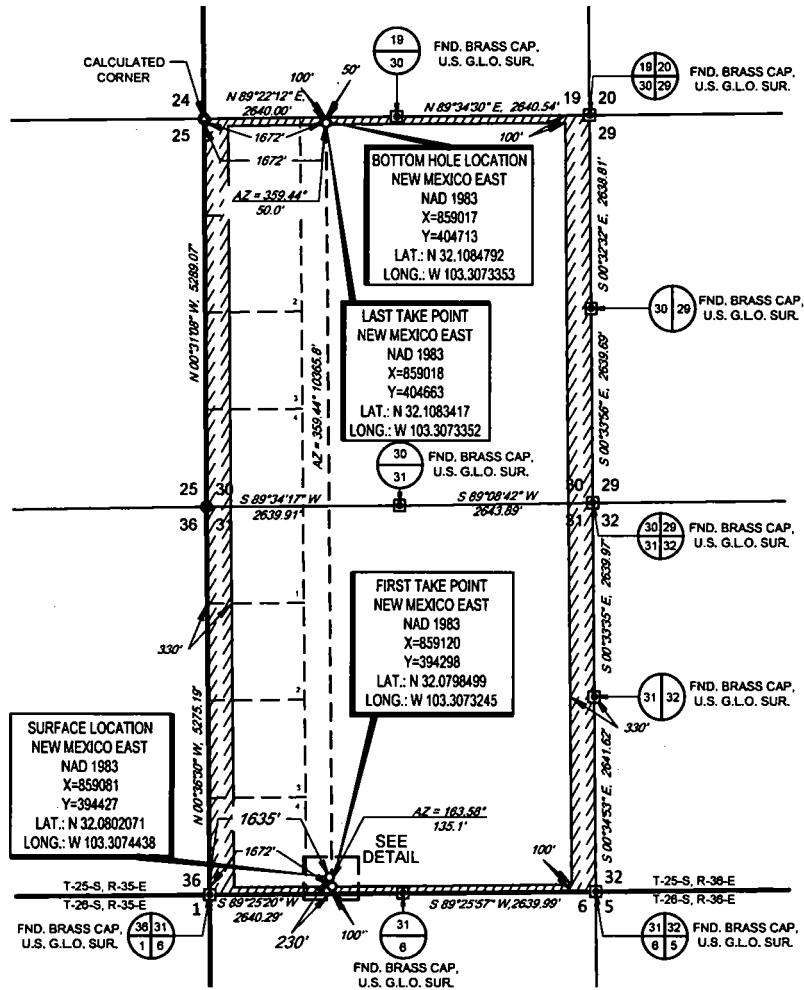 CALCULATED
CORNER
19
30
FND. BRASS CAP,
U.S. G.L.O. SUR.
19 20
30 29
FND. BRASS CAP,
U.S. G.L.O. SUR.
24
100'
50'
N 89°22'12" E,
2640.00'
N 89°34'30" E, 2640.54'
19
20
25
1672'
1672'
100'
29
AZ = 359.44°
50.0'
BOTTOM HOLE LOCATION
NEW MEXICO EAST
NAD 1983
X=859017
Y=404713
LAT.: N 32.1084792
LONG.: W 103.3073353
S 00°32'32" E, 2638.81'
N 00°31'08" W, 5289.07'
2
LAST TAKE POINT
NEW MEXICO EAST
NAD 1983
X=859018
Y=404663
LAT.: N 32.1083417
LONG.: W 103.3073352
30 29
FND. BRASS CAP,
U.S. G.L.O. SUR.
3
4
AZ = 359.44° 10365.8'
S 00°33'56" E, 2639.69'
30
31
FND. BRASS CAP,
U.S. G.L.O. SUR.
25
30
S 89°34'17" W
2639.91'
S 89°08'42" W
2643.89'
30
29
36
31
31
32
30 29
31 32
FND. BRASS CAP,
U.S. G.L.O. SUR.
1
330'
FIRST TAKE POINT
NEW MEXICO EAST
NAD 1983
X=859120
Y=394298
LAT.: N 32.0798499
LONG.: W 103.3073245
S 00°33'35" E, 2639.97'
2
31 32
FND. BRASS CAP,
U.S. G.L.O. SUR.
330'
SURFACE LOCATION
NEW MEXICO EAST
NAD 1983
X=859081
Y=394427
LAT.: N 32.0802071
LONG.: W 103.3074438
N 00°36'30" W, 5275.19'
3
4
1635'
AZ = 163.58°
135.1'
SEE
DETAIL
S 00°34'53" E, 2641.62'
1672'
100'
36
32
T-25-S, R-35-E
T-26-S, R-35-E
T-25-S, R-36-E
T-26-S, R-36-E
1
S 89°25'20" W
2640.29'
230'
100'
S 89°25'57" W, 2639.99'
6
5
FND. BRASS CAP,
U.S. G.L.O. SUR.
36 31
1 6
31
6
FND. BRASS CAP,
U.S. G.L.O. SUR.
31 32
6 5
FND. BRASS CAP,
U.S. G.L.O. SUR.